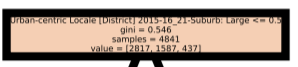 Urban-centric Locale [District] 2015-16_21-Suburb: Large <= 0.5
gini = 0.546
samples = 4841
value = [2817, 1587, 437]